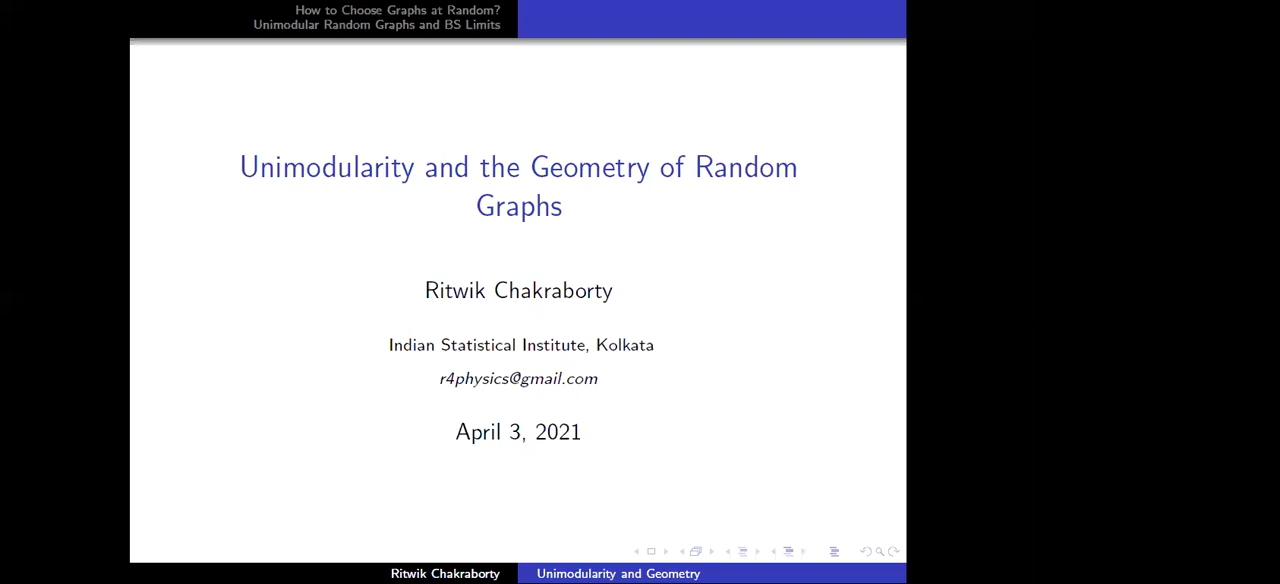 How to Choose Graphs at Random?
Unimodular Random Graphs and BS Limits
Unimodularity and the Geometry of Random
Graphs
Ritwik Chakraborty
Indian Statistical Institute, Kolkata
r4physics@gmail.com
April 3, 2021
Ritwik Chakraborty
Unimodularity and Geometry